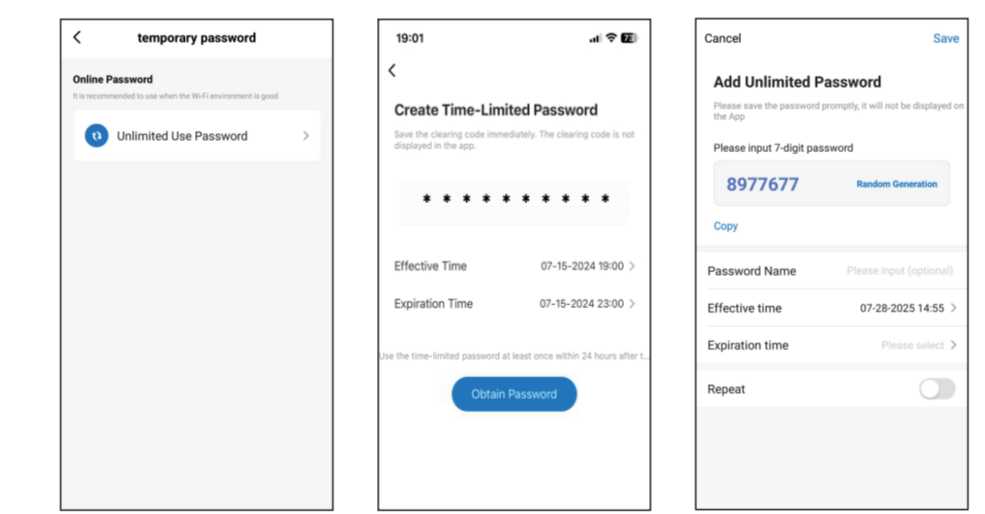 temporary password
Online Password
It is recommended to use when the Wi-Fi environment is good
Unlimited Use Password
19:01
73
Create Time-Limited Password
Save the clearing code immediately. The clearing code is not
displayed in the app.
* * * * * * * * * *
Effective Time 07-15-2024 19:00
Expiration Time 07-15-2024 23:00
Use the time-limited password at least once within 24 hours after t...
Obtain Password
Cancel Save
Add Unlimited Password
Please save the password promptly, it will not be displayed on
the App
Please input 7-digit password
8977677 Random Generation
Copy
Password Name Please input (optional)
Effective time 07-28-2025 14:55
Expiration time Please select
Repeat